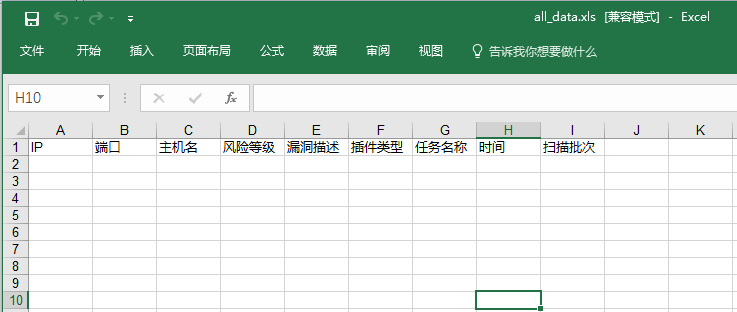 all_data.xls [兼容模式] - Excel
文件 开始 插入 页面布局 公式 数据 审阅 视图 告诉我你想要做什么
H10 fx
A B C D E F G H I J K
1 IP 端口 主机名 风险等级 漏洞描述 插件类型 任务名称 时间 扫描批次
2
3
4
5
6
7
8
9
10